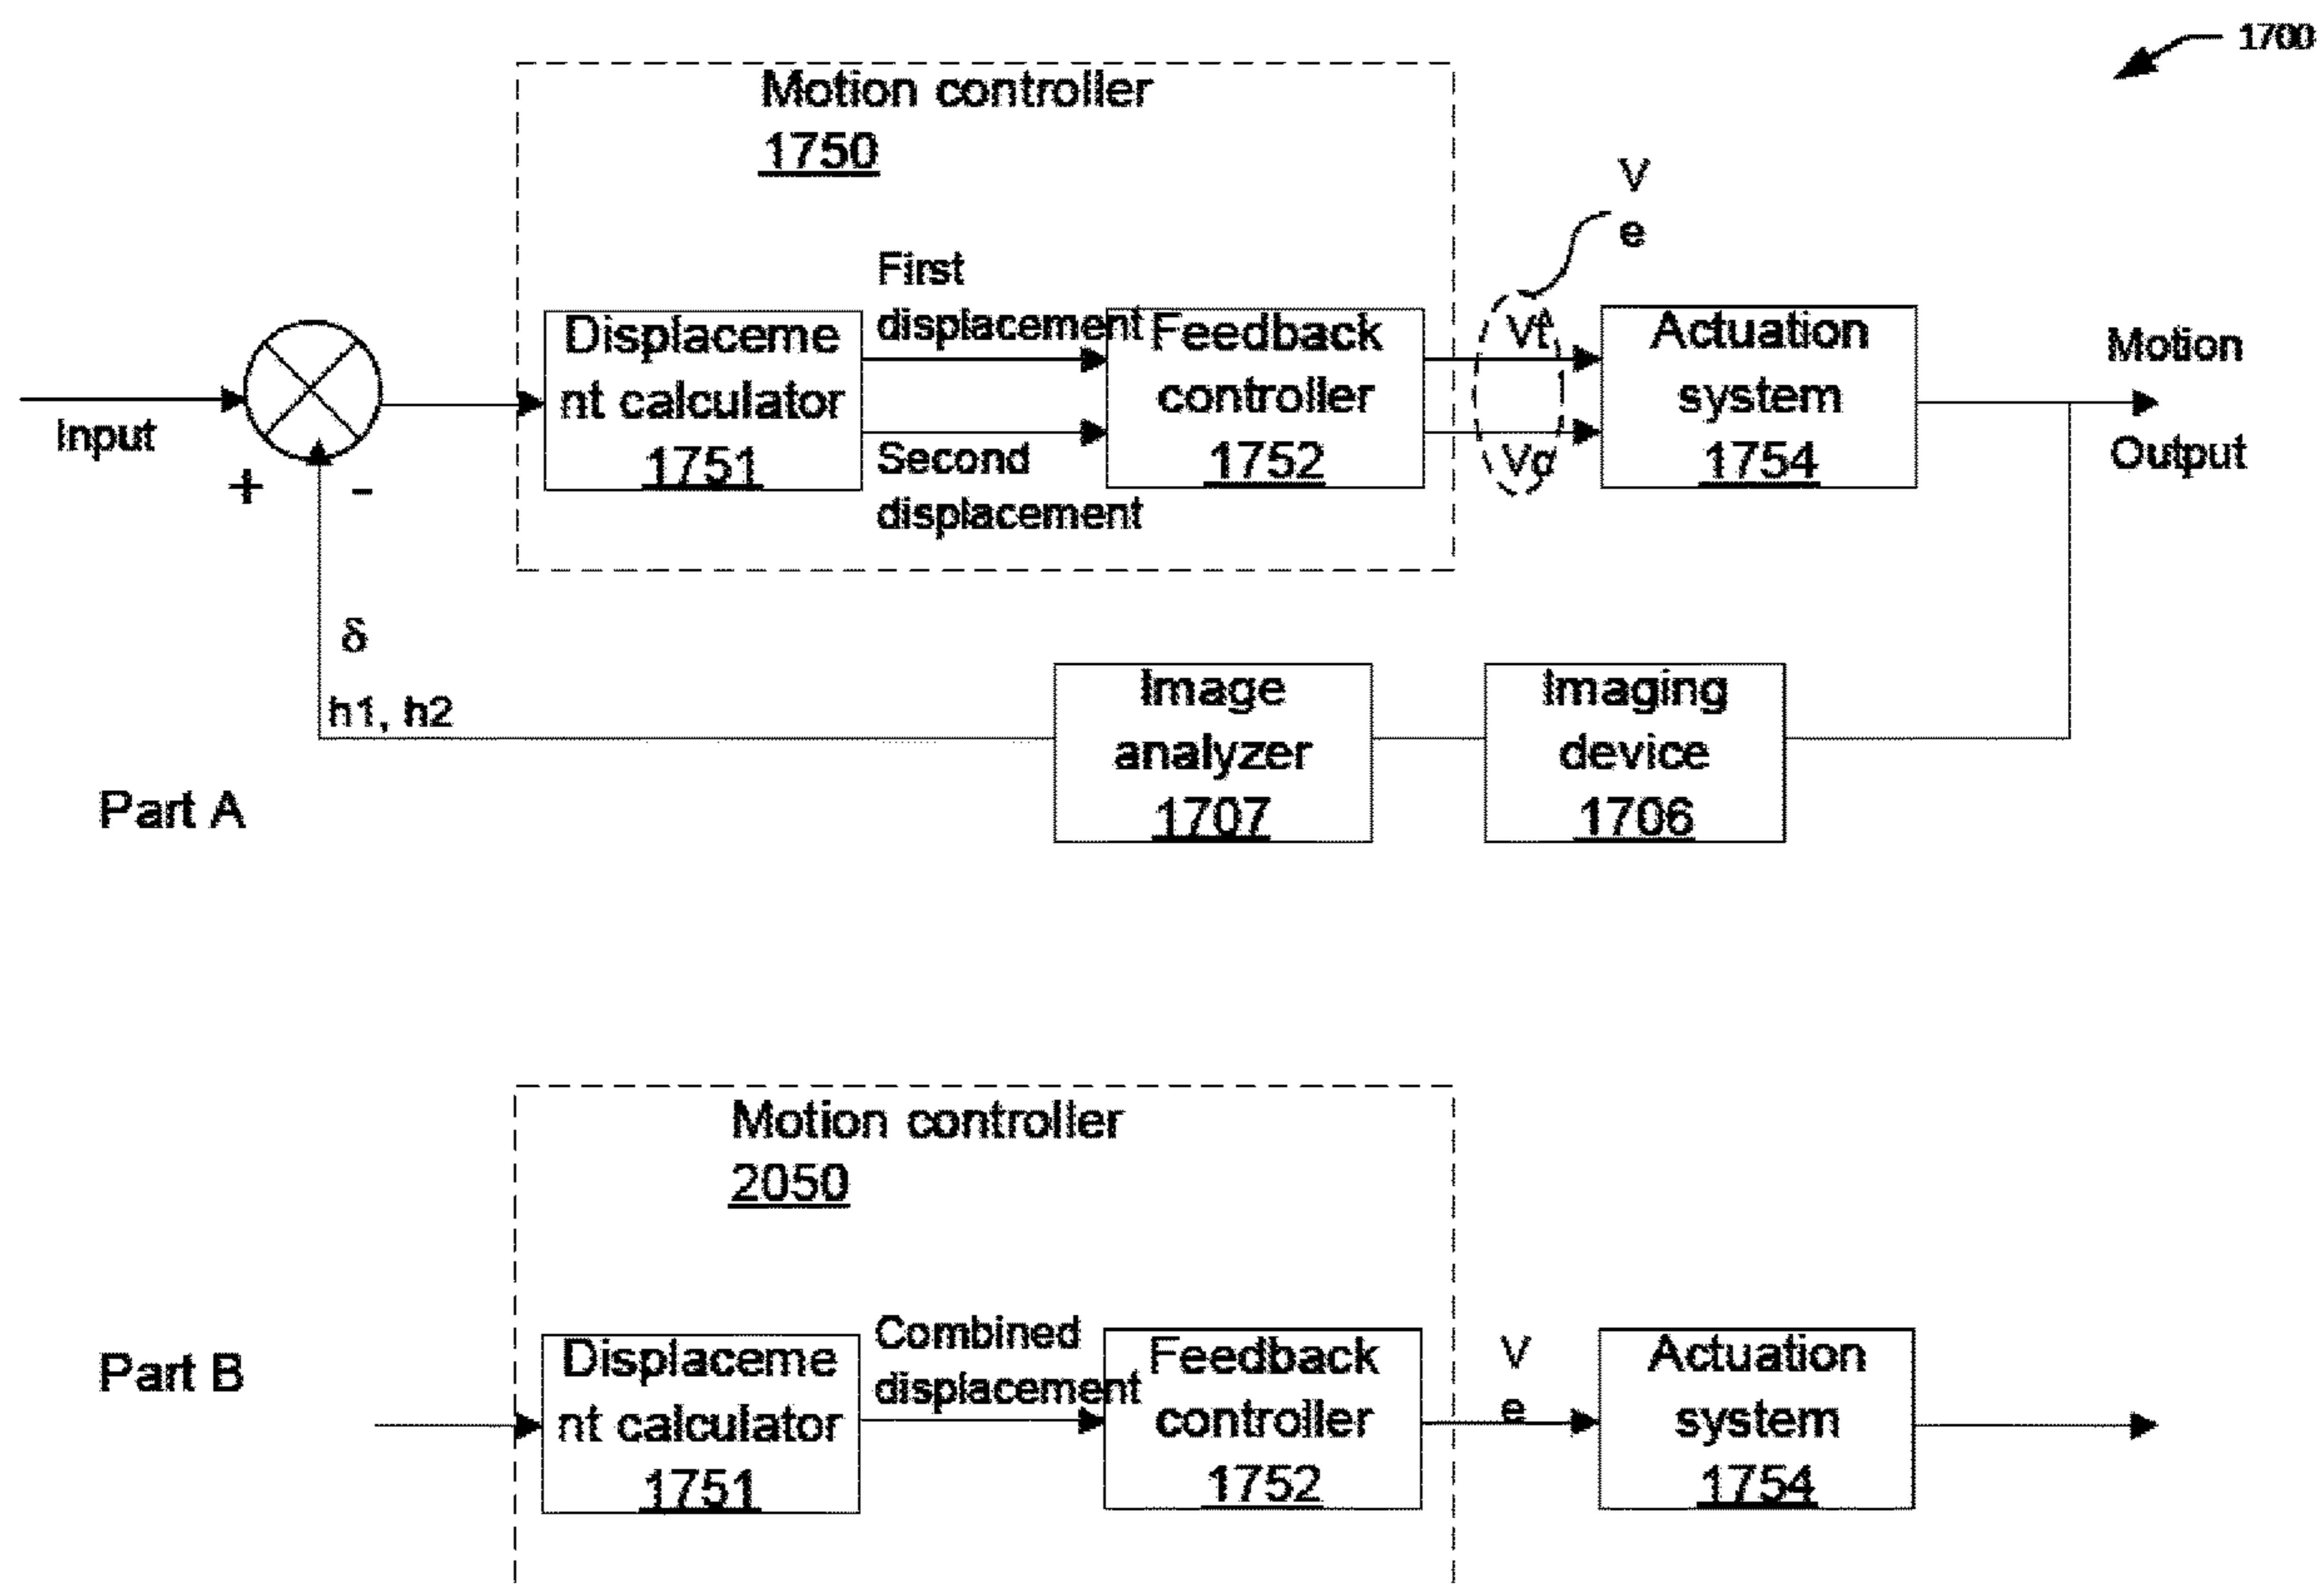 1700
Motion controller
1750
V
e
First
displacement
Displaceme
nt calculator
1751
Second
displacement
Feedback
controller
1752
Vt^
Vg
Actuation
system
1754
Motion
Output
Input
+
-
δ
h1, h2
Image
analyzer
1707
Imaging
device
1706
Part A
Motion controller
2050
Part B
Displaceme
nt calculator
1751
Combined
displacement
Feedback
controller
1752
V
e
Actuation
system
1754